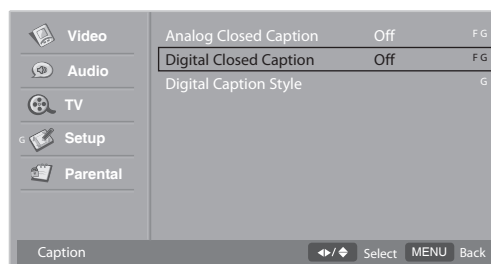 Video
Audio
TV
G Setup
Parental
Analog Closed Caption Off F G
Digital Closed Caption Off F G
Digital Caption Style G
Caption Select MENU Back